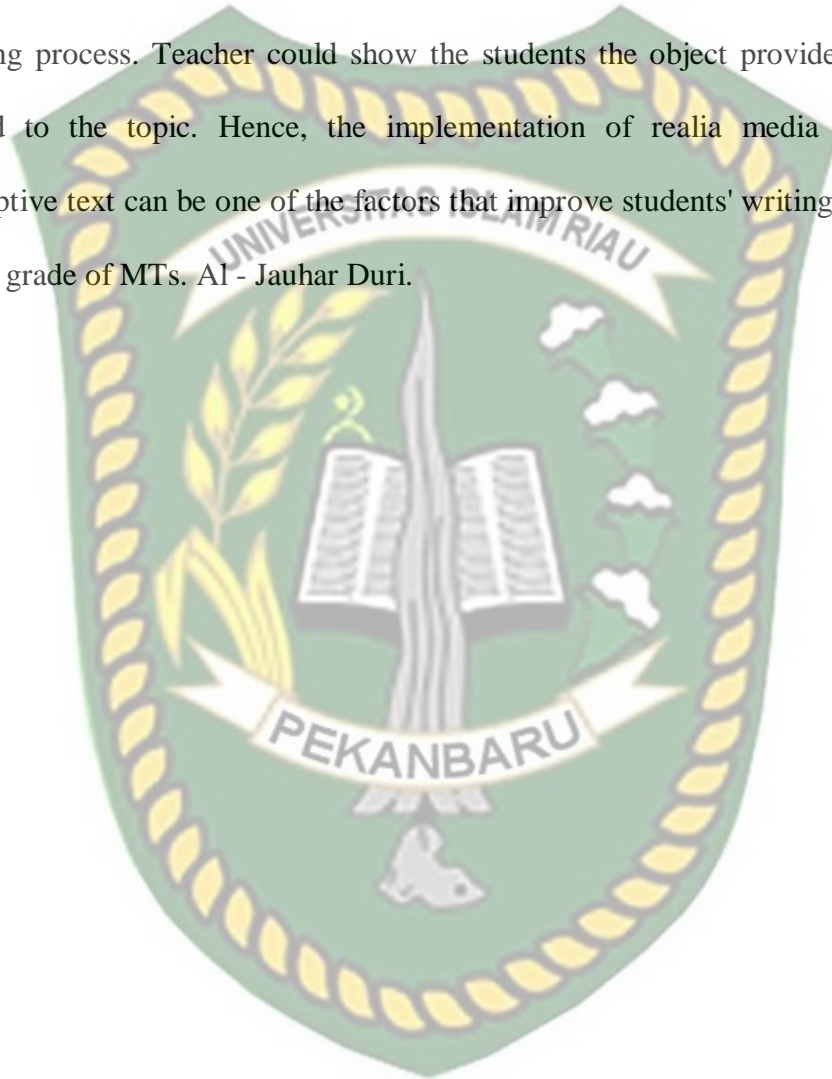 ng process. Teacher could show the students the object provide
d to the topic. Hence, the implementation of realia media
ptive text can be one of the factors that improve students' writing
grade of MTs. Al - Jauhar Duri.
UNIVERSITAS ISLAM RIAU
PEKANBARU